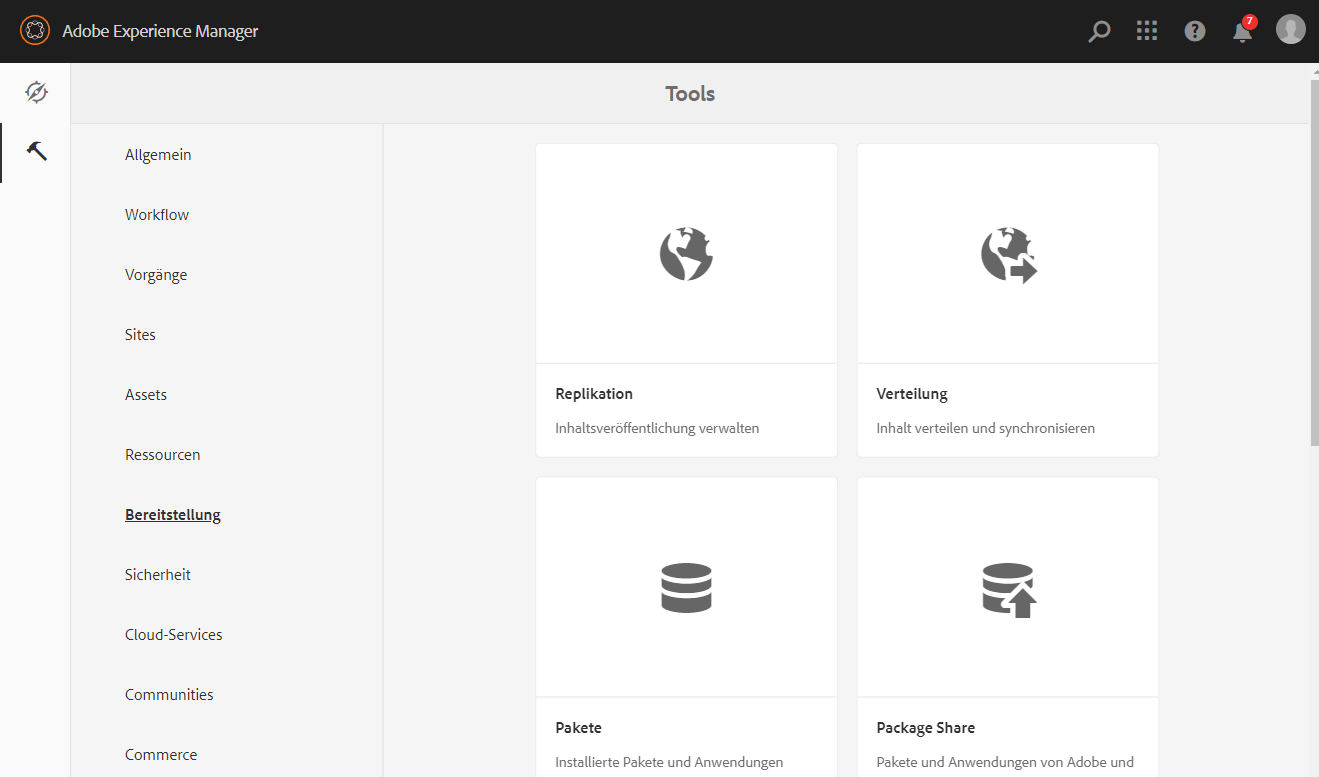 Adobe Experience Manager
7
Tools
Allgemein
Workflow
Vorgänge
Sites
Assets
Ressourcen
Bereitstellung
Sicherheit
Cloud-Services
Communities
Commerce
Replikation
Inhaltsveröffentlichung verwalten
Verteilung
Inhalt verteilen und synchronisieren
Pakete
Installierte Pakete und Anwendungen
Package Share
Pakete und Anwendungen von Adobe und